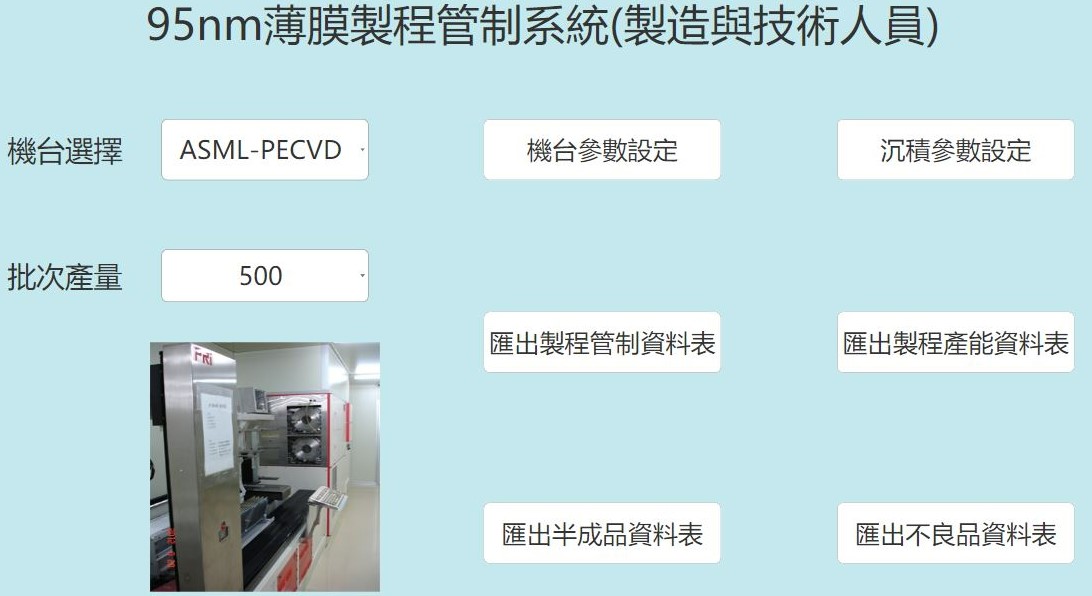 95nm薄膜製程管制系統(製造與技術人員)
機台選擇 ASML-PECVD 機台參數設定 沉積參數設定
批次產量 500
匯出製程管制資料表 匯出製程產能資料表
FRi
匯出半成品資料表 匯出不良品資料表